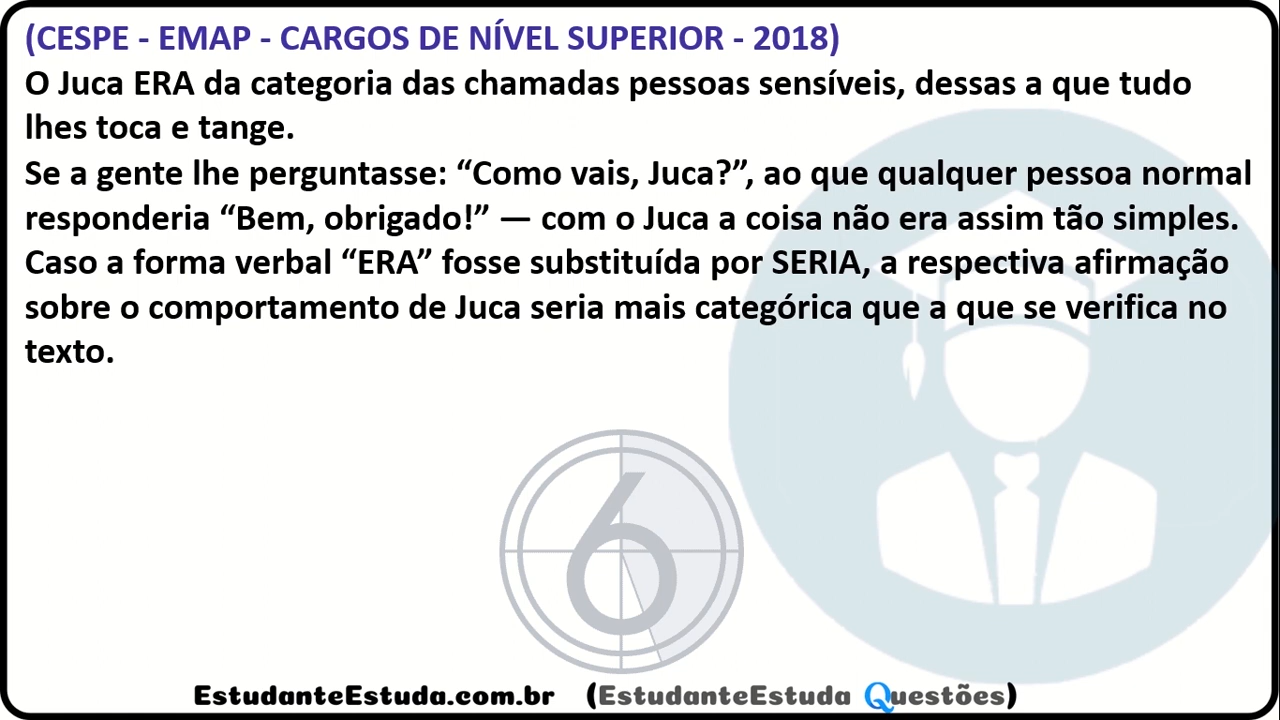 (CESPE - EMAP - CARGOS DE NÍVEL SUPERIOR - 2018)
O Juca ERA da categoria das chamadas pessoas sensíveis, dessas a que tudo
lhes toca e tange.
Se a gente lhe perguntasse: “Como vais, Juca?”, ao que qualquer pessoa normal
responderia “Bem, obrigado!” — com o Juca a coisa não era assim tão simples.
Caso a forma verbal “ERA” fosse substituída por SERIA, a respectiva afirmação
sobre o comportamento de Juca seria mais categórica que a que se verifica no
texto.
6
EstudanteEstuda.com.br (EstudanteEstuda Questões)